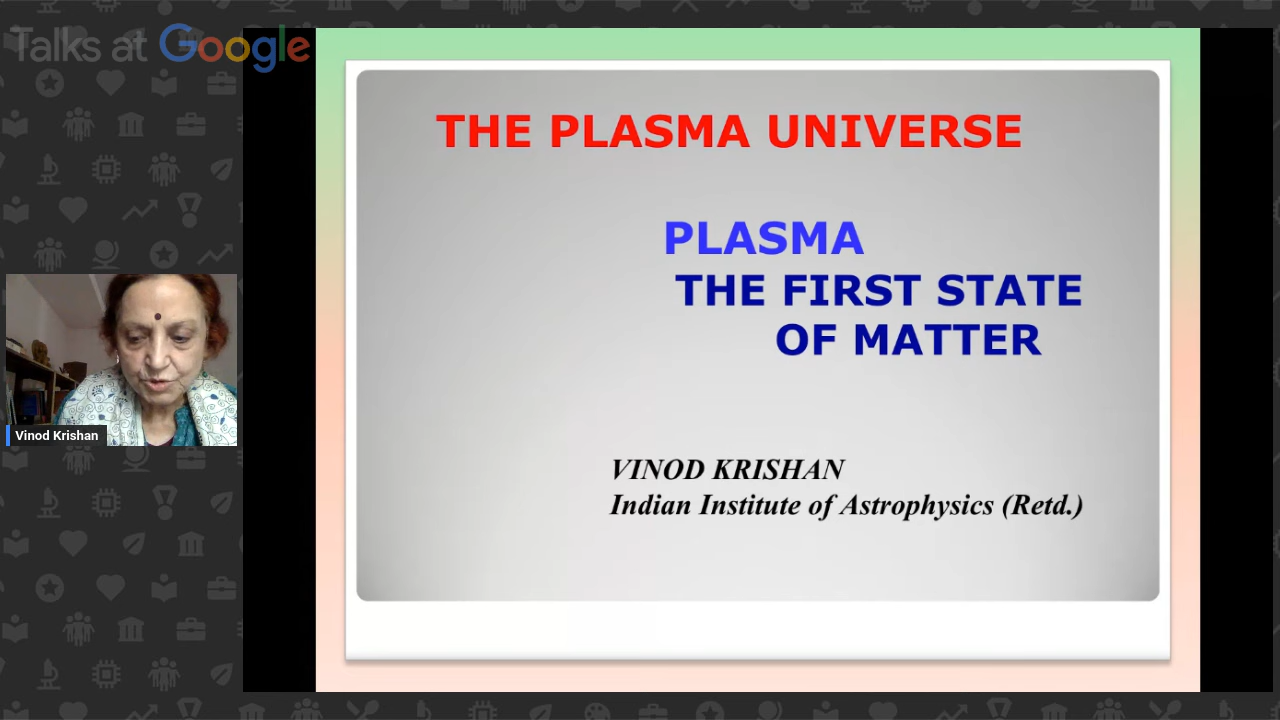 Talks at Google
THE PLASMA UNIVERSE
PLASMA
THE FIRST STATE
OF MATTER
Vinod Krishan
VINOD KRISHAN
Indian Institute of Astrophysics (Retd.)